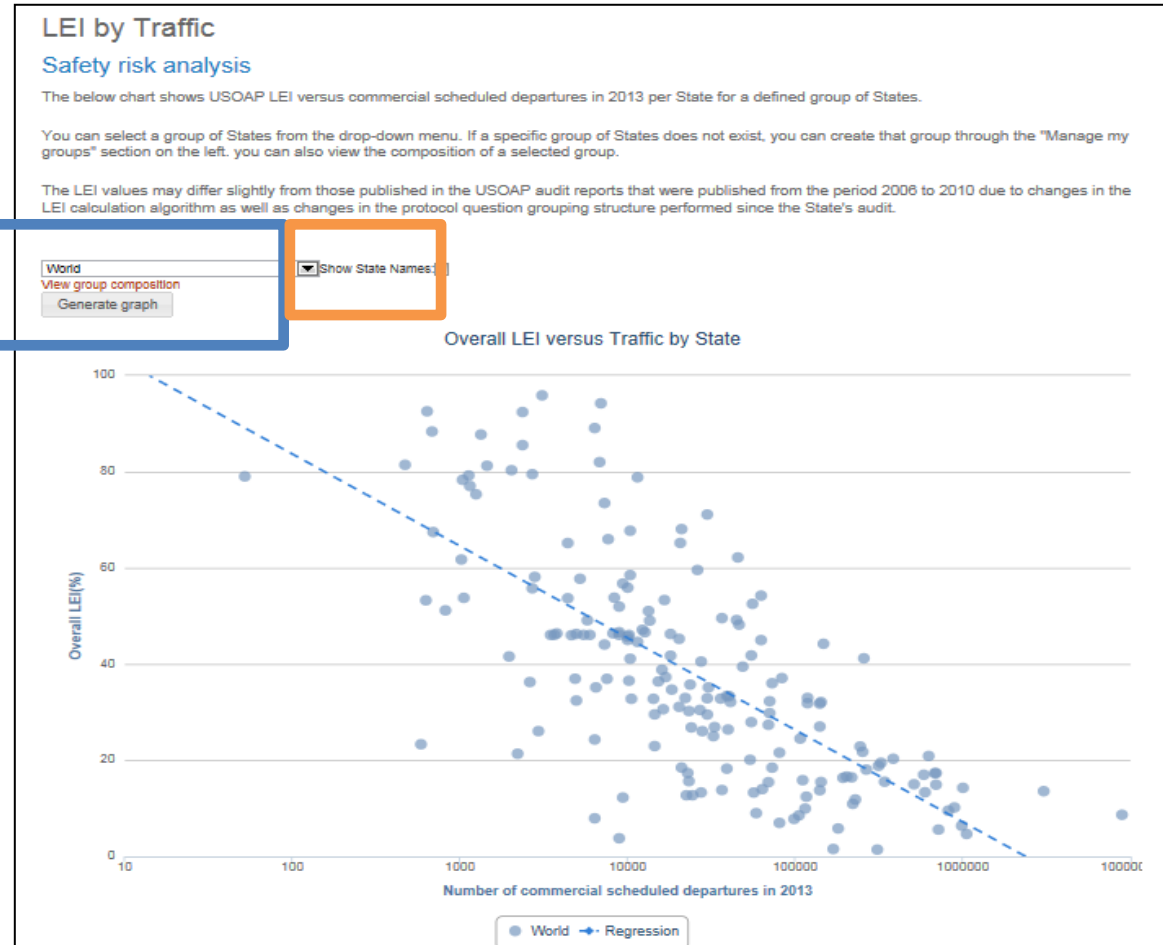 LEI by Traffic
Safety risk analysis
The below chart shows USOAP LEI versus commercial scheduled departures in 2013 per State for a defined group of States.
You can select a group of States from the drop-down menu. If a specific group of States does not exist, you can create that group through the "Manage my
groups" section on the left. you can also view the composition of a selected group.
The LEI values may differ slightly from those published in the USOAP audit reports that were published from the period 2006 to 2010 due to changes in the
LEI calculation algorithm as well as changes in the protocol question grouping structure performed since the State's audit.
World Show State Names:
View group composition
Generate graph
Overall LEI versus Traffic by State
100
80
60
40
20
0
Overall LEI(%)
10 100 1000 10000 100000 1000000 100000
Number of commercial scheduled departures in 2013
World Regression